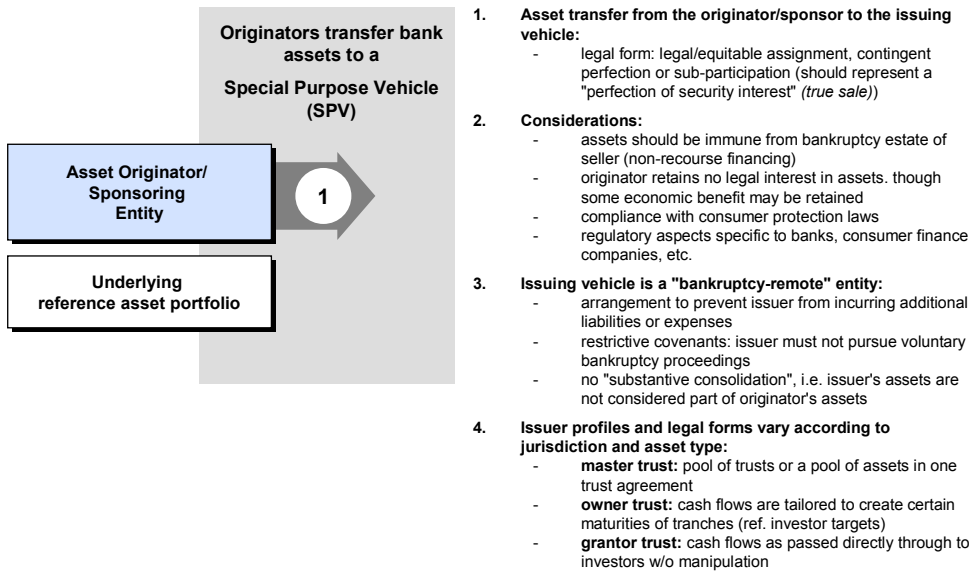 Originators transfer bank
assets to a
Special Purpose Vehicle
(SPV)
Asset Originator/
Sponsoring
Entity
1
Underlying
reference asset portfolio
1. Asset transfer from the originator/sponsor to the issuing
vehicle:
- legal form: legal/equitable assignment, contingent
perfection or sub-participation (should represent a
"perfection of security interest" (true sale))
2. Considerations:
- assets should be immune from bankruptcy estate of
seller (non-recourse financing)
- originator retains no legal interest in assets. though
some economic benefit may be retained
- compliance with consumer protection laws
- regulatory aspects specific to banks, consumer finance
companies, etc.
3. Issuing vehicle is a "bankruptcy-remote" entity:
- arrangement to prevent issuer from incurring additional
liabilities or expenses
- restrictive covenants: issuer must not pursue voluntary
bankruptcy proceedings
- no "substantive consolidation", i.e. issuer's assets are
not considered part of originator's assets
4. Issuer profiles and legal forms vary according to
jurisdiction and asset type:
- master trust: pool of trusts or a pool of assets in one
trust agreement
- owner trust: cash flows are tailored to create certain
maturities of tranches (ref. investor targets)
- grantor trust: cash flows as passed directly through to
investors w/o manipulation